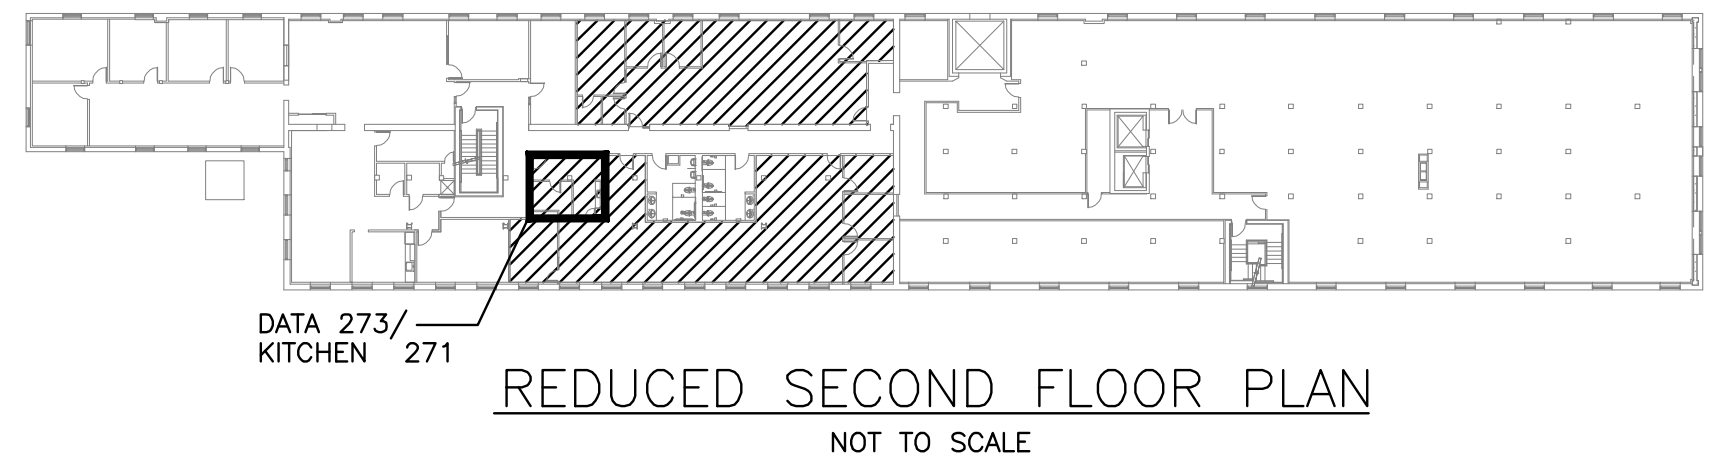 DATA 273/
KITCHEN 271
REDUCED SECOND FLOOR PLAN
NOT TO SCALE